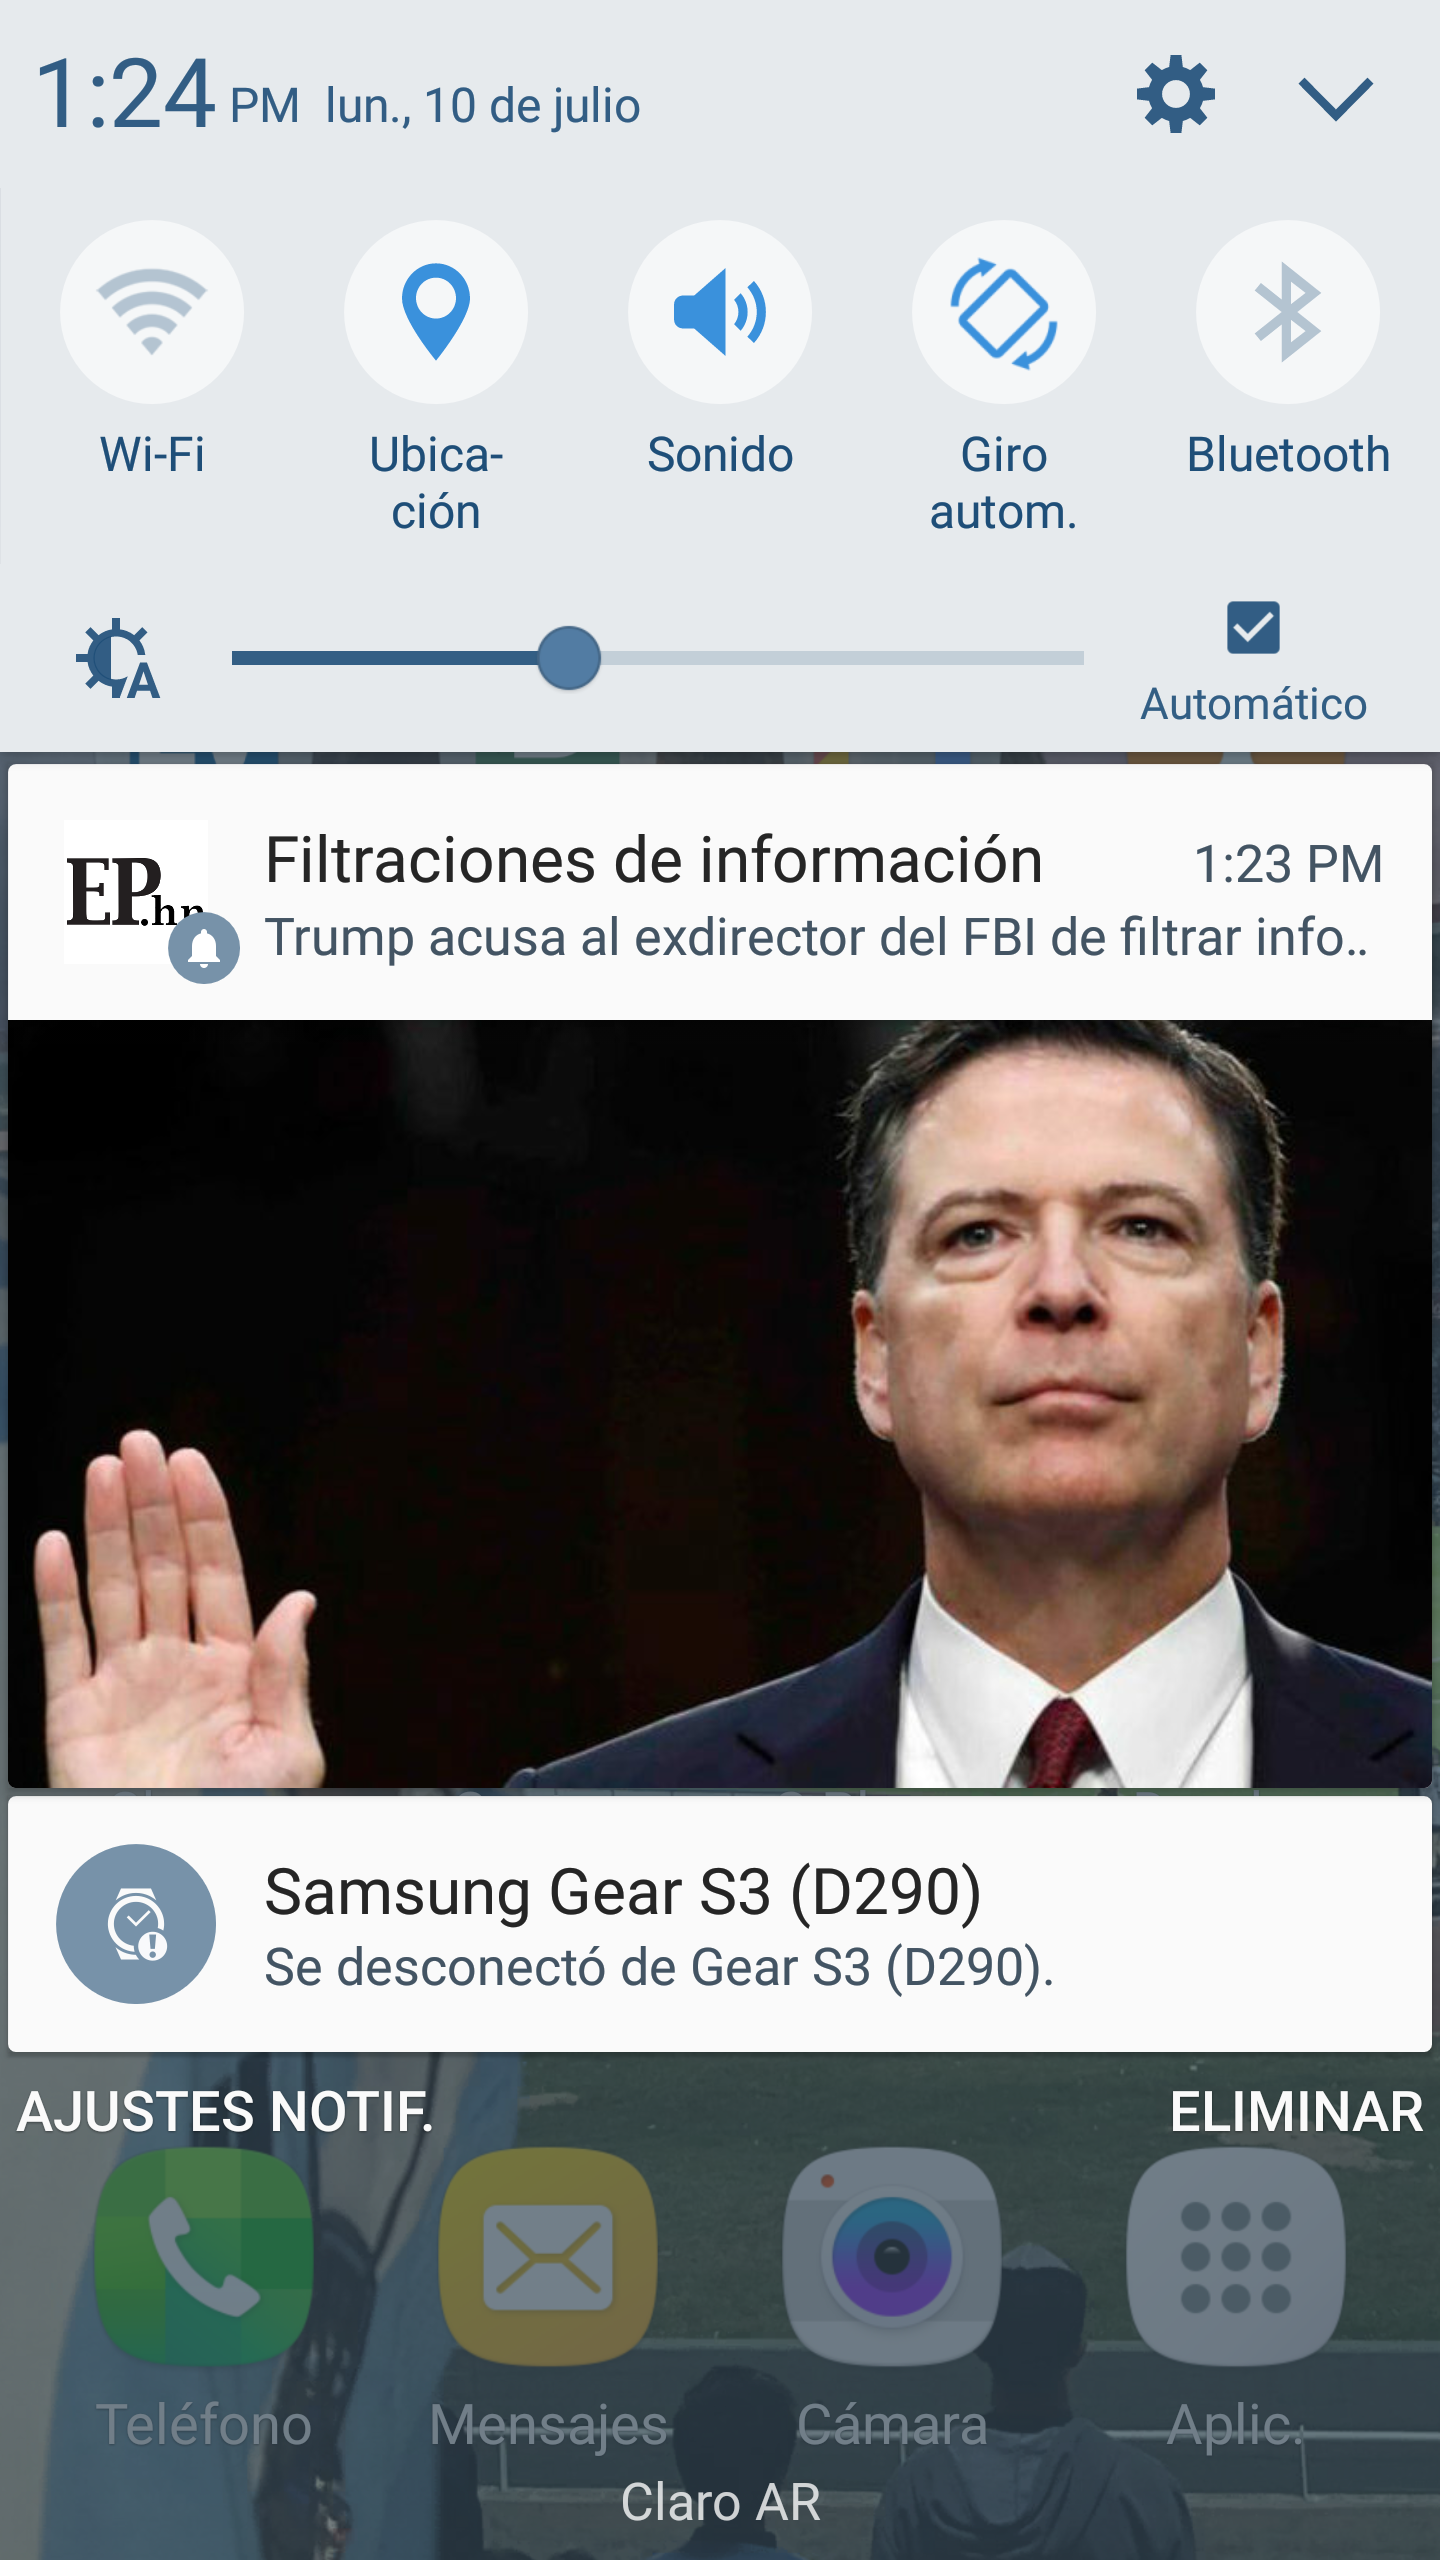 1:24 PM lun., 10 de julio
Wi-Fi
Ubica-
ción
Sonido
Giro
autom.
Bluetooth
Automático
EP.hn
Filtraciones de información 1:23 PM
Trump acusa al exdirector del FBI de filtrar info..
Samsung Gear S3 (D290)
Se desconectó de Gear S3 (D290).
AJUSTES NOTIF. ELIMINAR
Teléfono Mensajes Cámara Aplic.
Claro AR